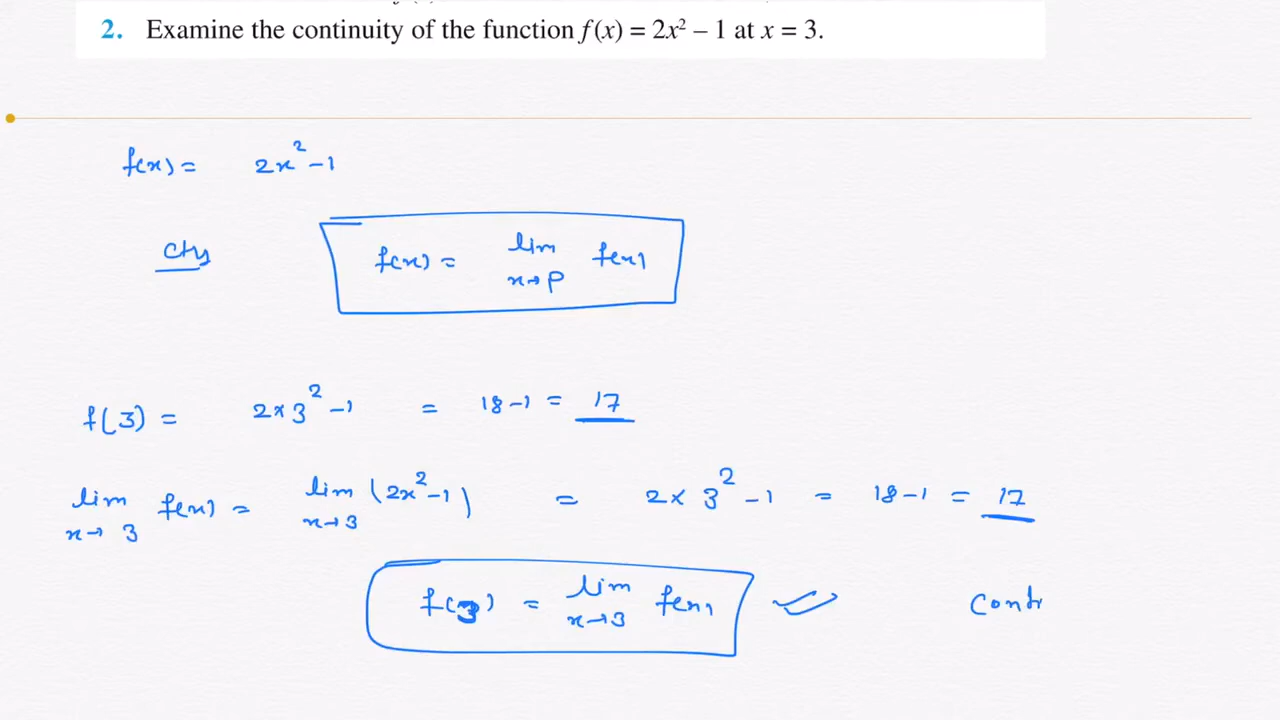 2. Examine the continuity of the function f(x) = 2x² – 1 at x = 3.
f(x) = 2x² - 1
cty
f(x) = lim x→p f(x)
f(3) = 2 × 3² - 1 = 18 - 1 = 17
lim x→3 f(x) = lim x→3 (2x² - 1) = 2 × 3² - 1 = 18 - 1 = 17
f(3) = lim x→3 f(x) conti